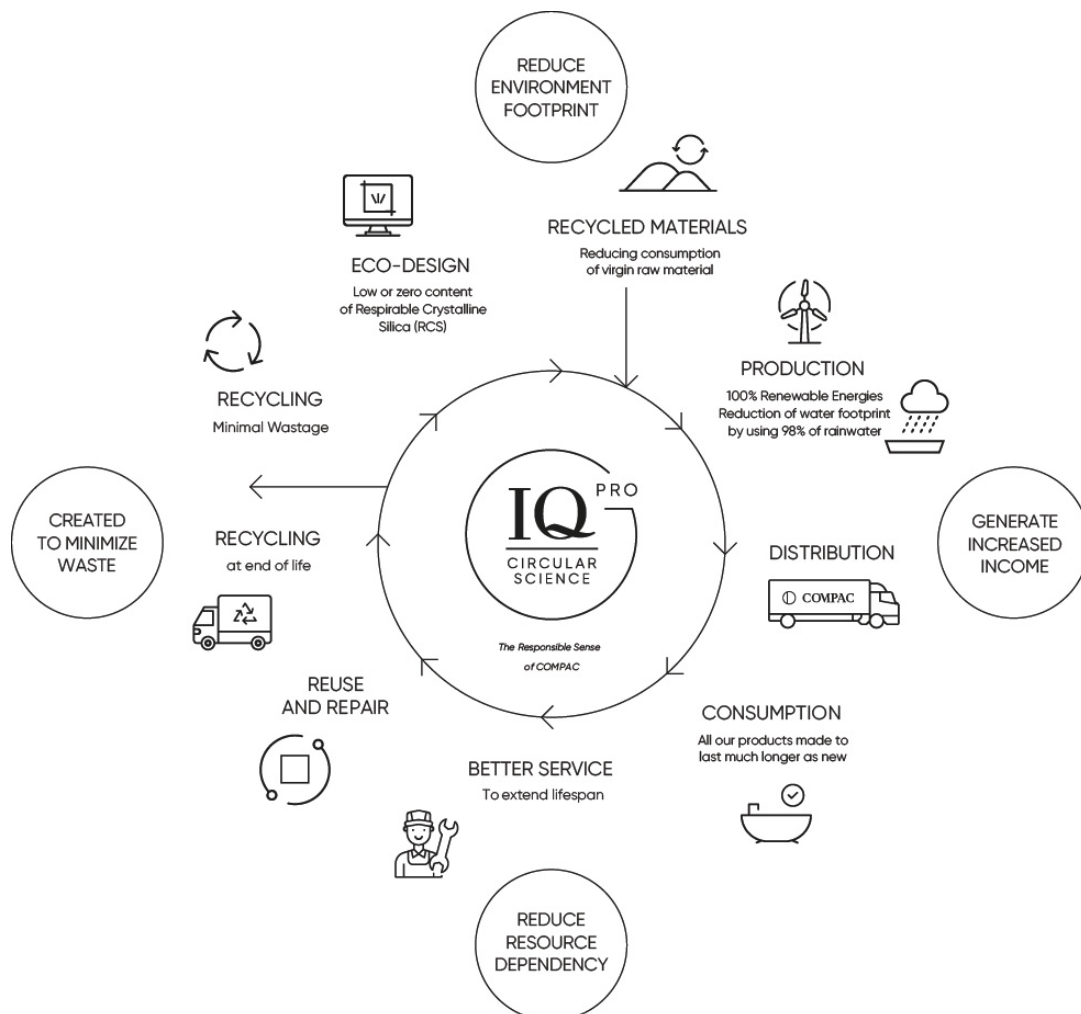 REDUCE
ENVIRONMENT
FOOTPRINT
RECYCLED MATERIALS
Reducing consumption
of virgin raw material
ECO-DESIGN
Low or zero content
of Respirable Crystalline
Silica (RCS)
PRODUCTION
100% Renewable Energies
Reduction of water footprint
by using 98% of rainwater
RECYCLING
Minimal Wastage
CREATED
TO MINIMIZE
WASTE
IQ PRO
CIRCULAR
SCIENCE
The Responsible Sense
of COMPAC
GENERATE
INCREASED
INCOME
DISTRIBUTION
COMPAC
RECYCLING
at end of life
REUSE
AND REPAIR
CONSUMPTION
All our products made to
last much longer as new
BETTER SERVICE
To extend lifespan
REDUCE
RESOURCE
DEPENDENCY